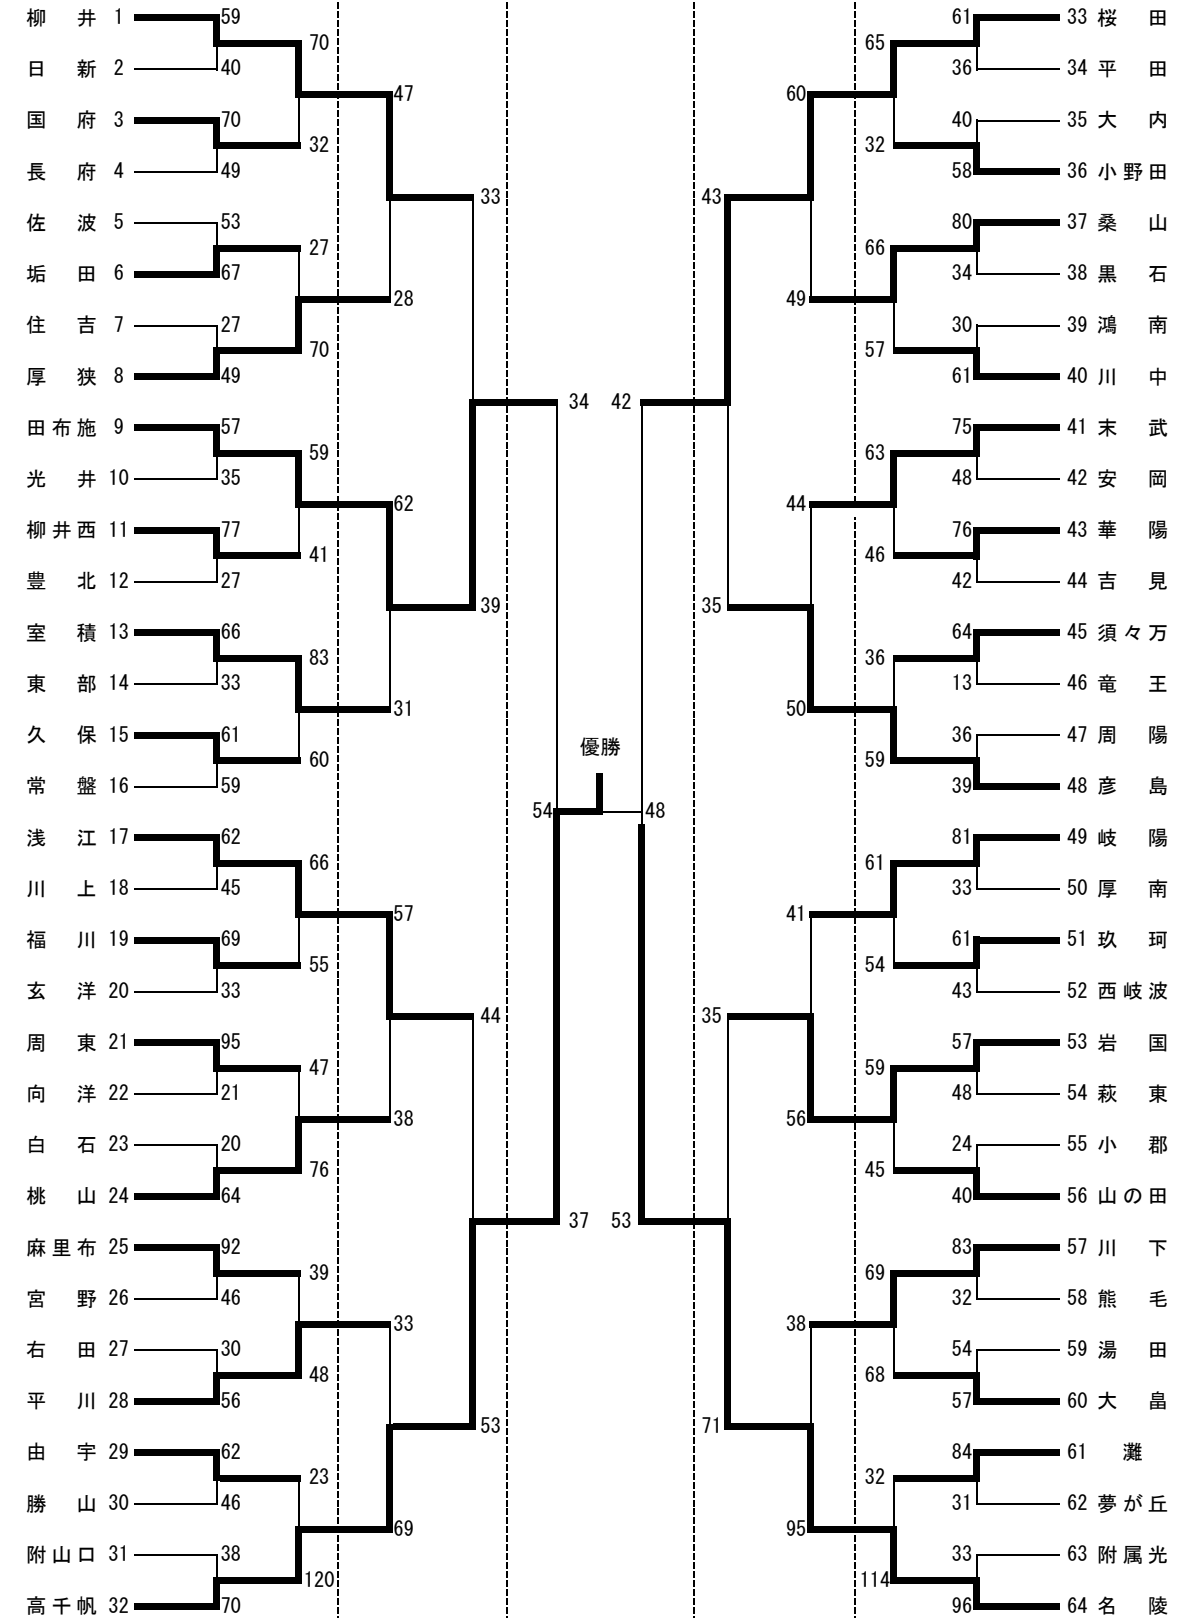 柳井 1 59 61 33 桜田
70 65
日新 2 40 36 34 平田
47 60
国府 3 70 40 35 大内
32 32
長府 4 49 58 36 小野田
33 43
佐波 5 53 80 37 桑山
27 66
垢田 6 67 34 38 黒石
28 49
住吉 7 27 30 39 鴻南
70 57
厚狭 8 49 61 40 川中
34 42
田布施 9 57 75 41 末武
59 63
光井 10 35 48 42 安岡
62 44
柳井西 11 77 76 43 華陽
41 46
豊北 12 27 42 44 吉見
39 35
室積 13 66 64 45 須々万
83 36
東部 14 33 13 46 竜王
31 50
久保 15 61 36 47 周陽
優勝
60 59
常盤 16 59 39 48 彦島
54 48
浅江 17 62 81 49 岐陽
66 61
川上 18 45 33 50 厚南
57 41
福川 19 69 61 51 玖珂
55 54
玄洋 20 33 43 52 西岐波
44 35
周東 21 95 57 53 岩国
47 59
向洋 22 21 48 54 萩東
38 56
白石 23 20 24 55 小郡
76 45
桃山 24 64 40 56 山の田
37 53
麻里布 25 92 83 57 川下
39 69
宮野 26 46 32 58 熊毛
33 38
右田 27 30 54 59 湯田
48 68
平川 28 56 57 60 大畠
53 71
由宇 29 62 84 61 灘
23 32
勝山 30 46 31 62 夢が丘
69 95
附山口 31 38 33 63 附属光
120 114
高千帆 32 70 96 64 名陵